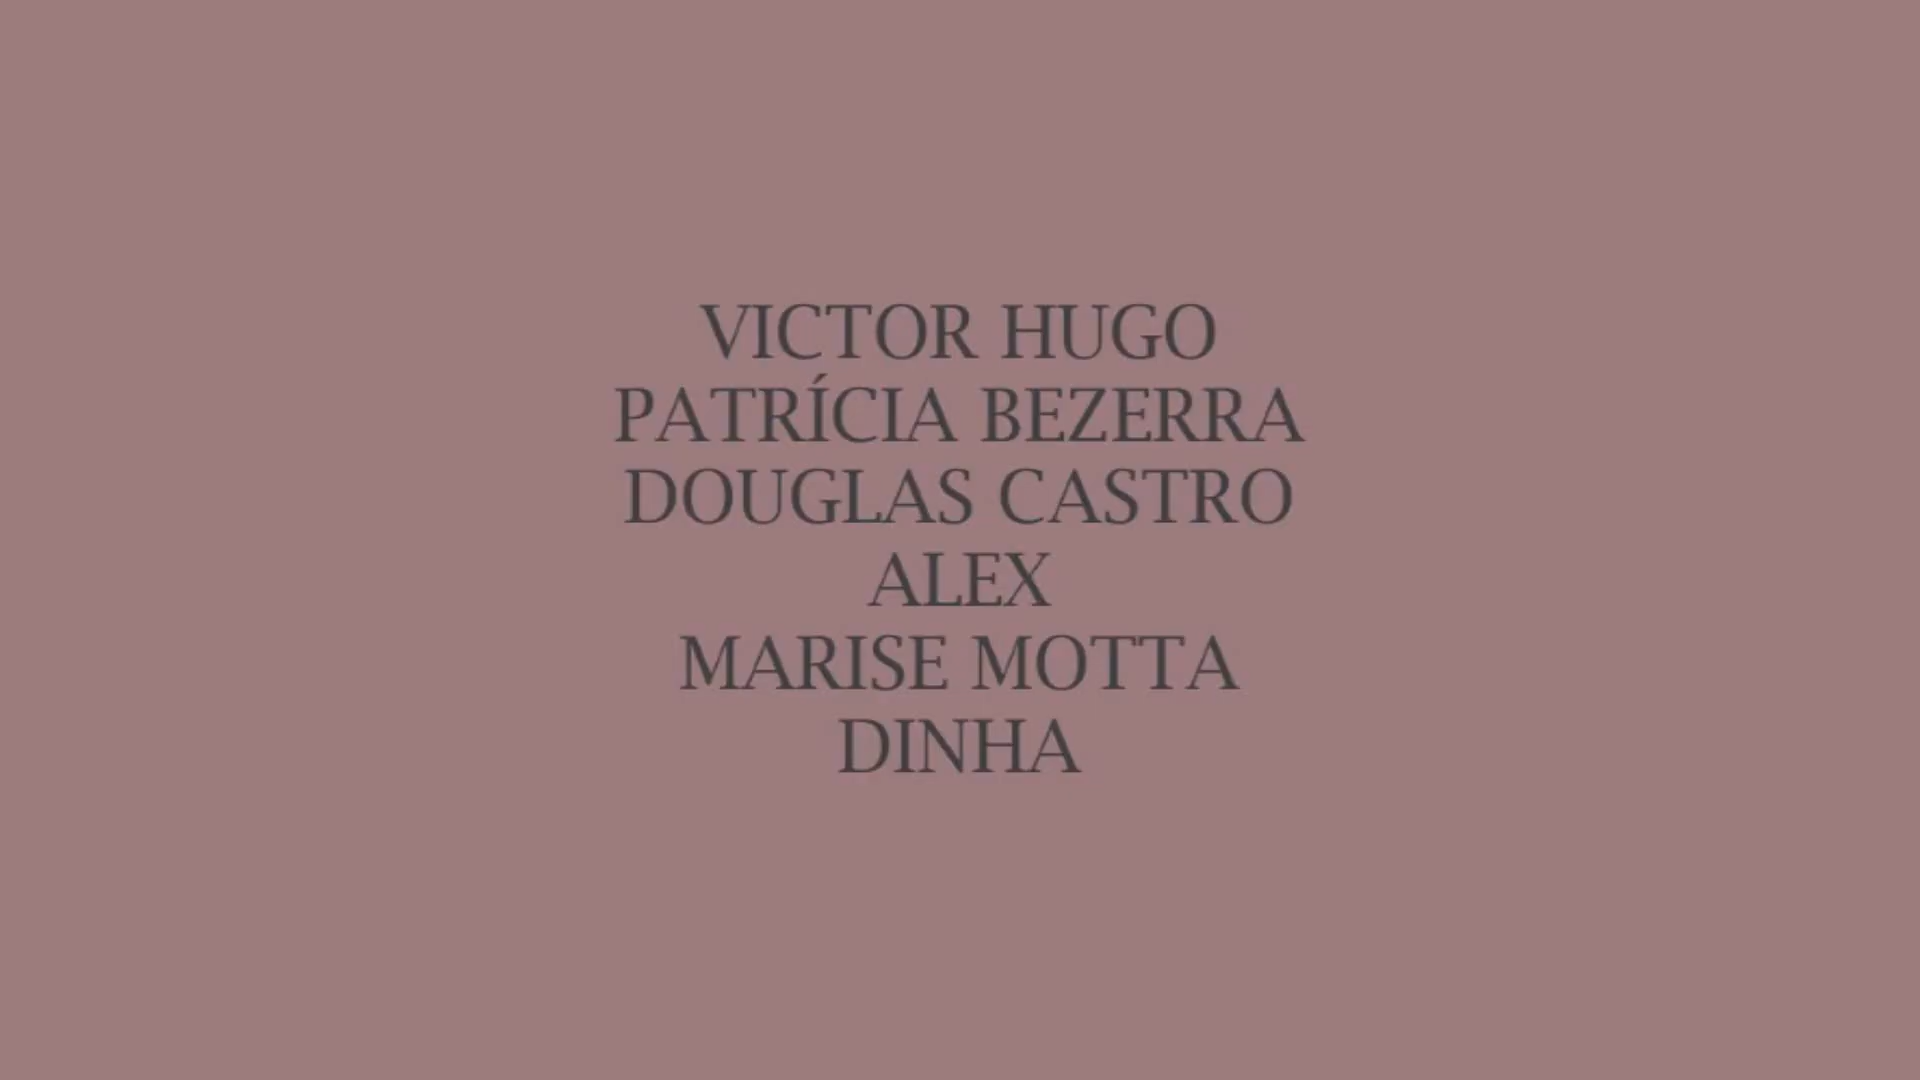 VICTOR HUGO
PATRÍCIA BEZERRA
DOUGLAS CASTRO
ALEX
MARISE MOTTA
DINHA